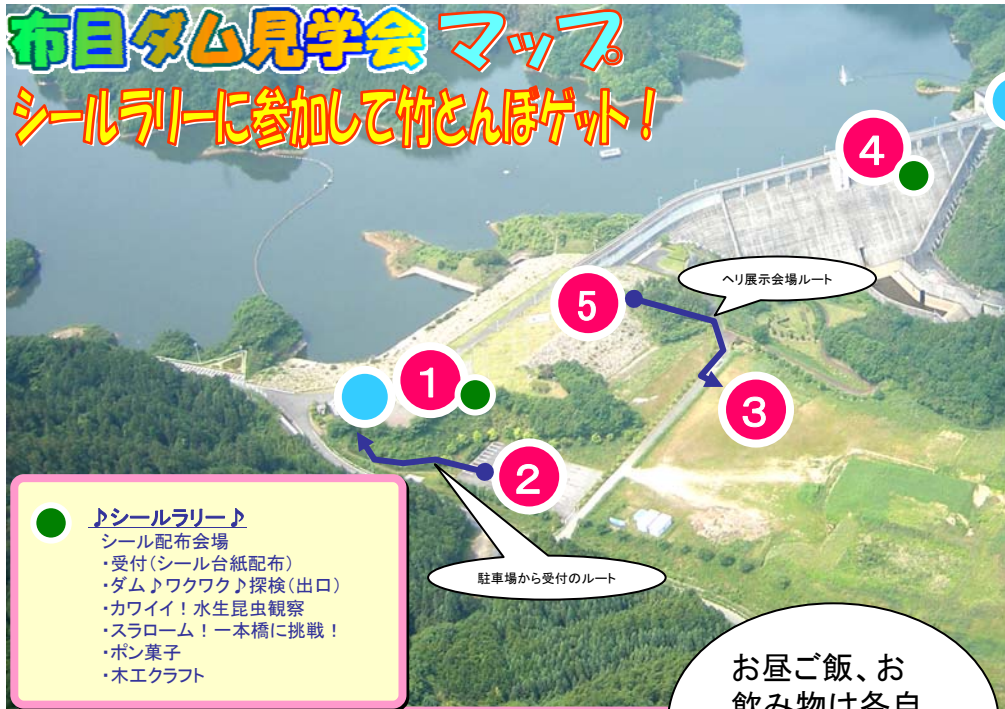 布目ダム見学会マップ
シールラリーに参加して竹とんぼゲット！
4
ヘリ展示会場ルート
5
1
3
2
♪シールラリー♪
シール配布会場
・受付(シール台紙配布)
・ダム♪ワクワク♪探検(出口)
・カワイイ！水生昆虫観察
・スラローム！一本橋に挑戦！
・ポン菓子
・木工クラフト
駐車場から受付のルート
お昼ご飯、お
飲み物は各自